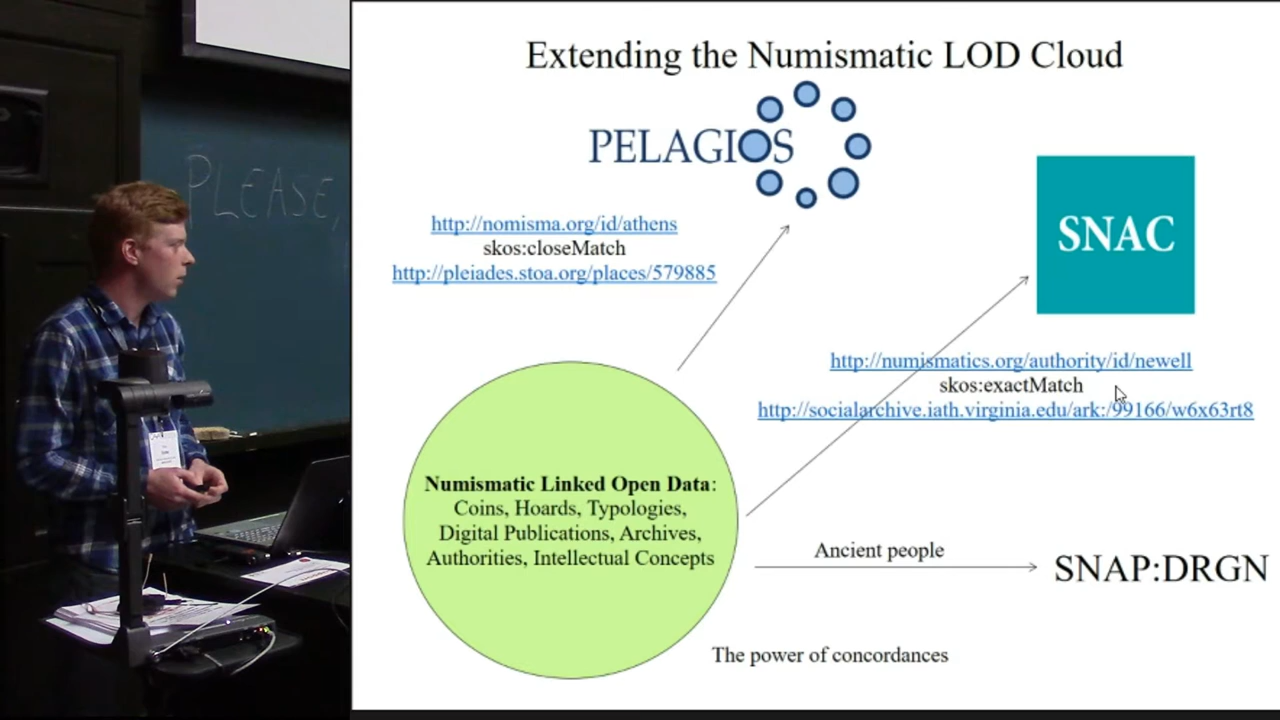 PLEASE,
Extending the Numismatic LOD Cloud
PELAGIOS
http://nomisma.org/id/athens
skos:closeMatch
http://pleiades.stoa.org/places/579885
SNAC
http://numismatics.org/authority/id/newell
skos:exactMatch
http://socialarchive.iath.virginia.edu/ark:/99166/w6x63rt8
Numismatic Linked Open Data:
Coins, Hoards, Typologies,
Digital Publications, Archives,
Authorities, Intellectual Concepts
Ancient people
SNAP:DRGN
The power of concordances